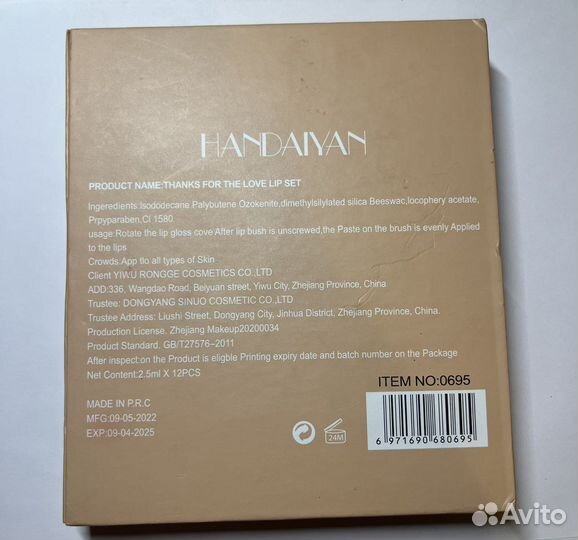 HANDAIYAN
PRODUCT NAME:THANKS FOR THE LOVE LIP SET
Ingeredients:Isododecane Palybutene Ozokenite,dimethylsilylated silica Beeswac,locophery acetate,
Prpyparaben,CI 1580
usage:Rotate the lip gloss cove After lip bush is unscrewed,the Paste on the brush is evenly Applied
to the lips
Crowds:App tlo all types of Skin
Client YIWU RONGGE COSMETICS CO.,LTD
ADD:336, Wangdao Road, Beiyuan street, Yiwu City, Zhejiang Province, China
Trustee: DONGYANG SINUO COSMETIC CO.,LTD
Trustee Address: Liushi Street, Dongyang City, Jinhua District, Zhejiang Province, China.
Production License. Zhejiang Makeup20200034
Product Standard. GB/T27576-2011
After inspect:on the Product is eligble Printing expiry date and batch number on the Package
Net Content:2.5ml X 12PCS
ITEM NO:0695
MADE IN P.R.C
MFG:09-05-2022
EXP:09-04-2025
24M
6 971690 680695
Avito